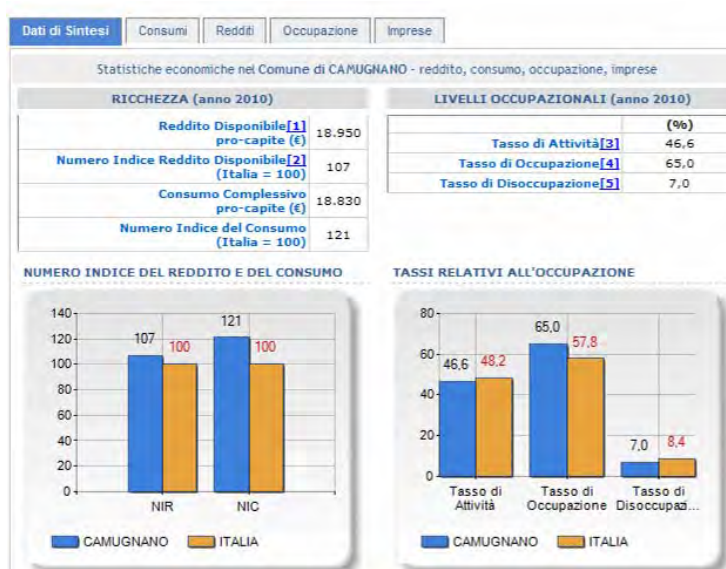 Dati di Sintesi Consumi Redditi Occupazione Imprese
Statistiche economiche nel Comune di CAMUGNANO - reddito, consumo, occupazione, imprese
RICCHEZZA (anno 2010)
Reddito Disponibile[1]
pro-capite (€) 18.950
Numero Indice Reddito Disponibile[2]
(Italia = 100) 107
Consumo Complessivo
pro-capite (€) 18.830
Numero Indice del Consumo
(Italia = 100) 121
LIVELLI OCCUPAZIONALI (anno 2010)
(%)
Tasso di Attività[3] 46,6
Tasso di Occupazione[4] 65,0
Tasso di Disoccupazione[5] 7,0
NUMERO INDICE DEL REDDITO E DEL CONSUMO
140
120
100
80
60
40
20
0
107 100
121 100
NIR NIC
CAMUGNANO ITALIA
TASSI RELATIVI ALL'OCCUPAZIONE
80
60
40
20
0
46,6 48,2
65,0 57,8
7,0 8,4
Tasso di Attività
Tasso di Occupazione
Tasso di Disoccupazi...
CAMUGNANO ITALIA